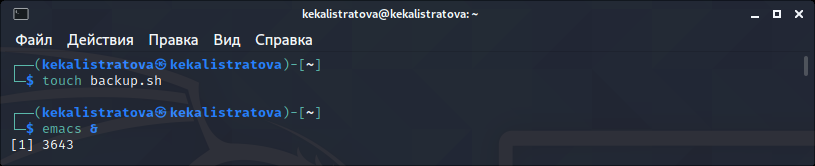 kekalistratova@kekalistratova: ~
Файл Действия Правка Вид Справка
┌──(kekalistratova㉿kekalistratova)-[~]
└─$ touch backup.sh
┌──(kekalistratova㉿kekalistratova)-[~]
└─$ emacs &
[1] 3643